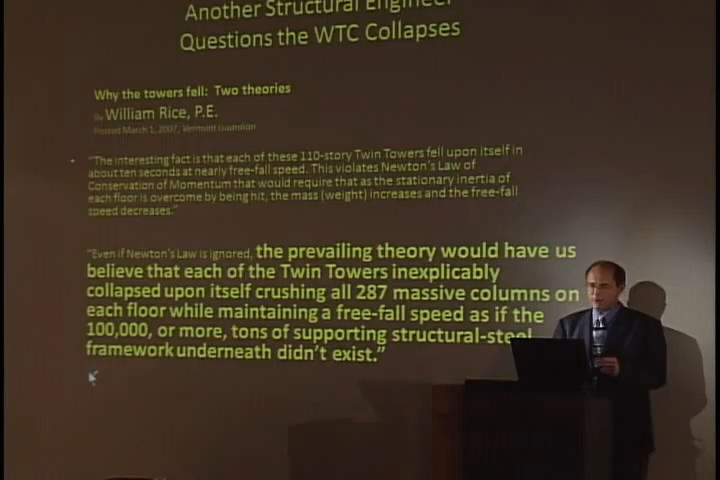 Another Structural Engineer
Questions the WTC Collapses
Why the towers fell: Two theories
By William Rice, P.E.
Posted March 1, 2007, Vermont Guardian
"The interesting fact is that each of these 110-story Twin Towers fell upon itself in
about ten seconds at nearly free-fall speed. This violates Newton's Law of
Conservation of Momentum that would require that as the stationary inertia of
each floor is overcome by being hit, the mass (weight) increases and the free-fall
speed decreases."
"Even if Newton's Law is ignored, the prevailing theory would have us
believe that each of the Twin Towers inexplicably
collapsed upon itself crushing all 287 massive columns on
each floor while maintaining a free-fall speed as if the
100,000, or more, tons of supporting structural-steel
framework underneath didn't exist."